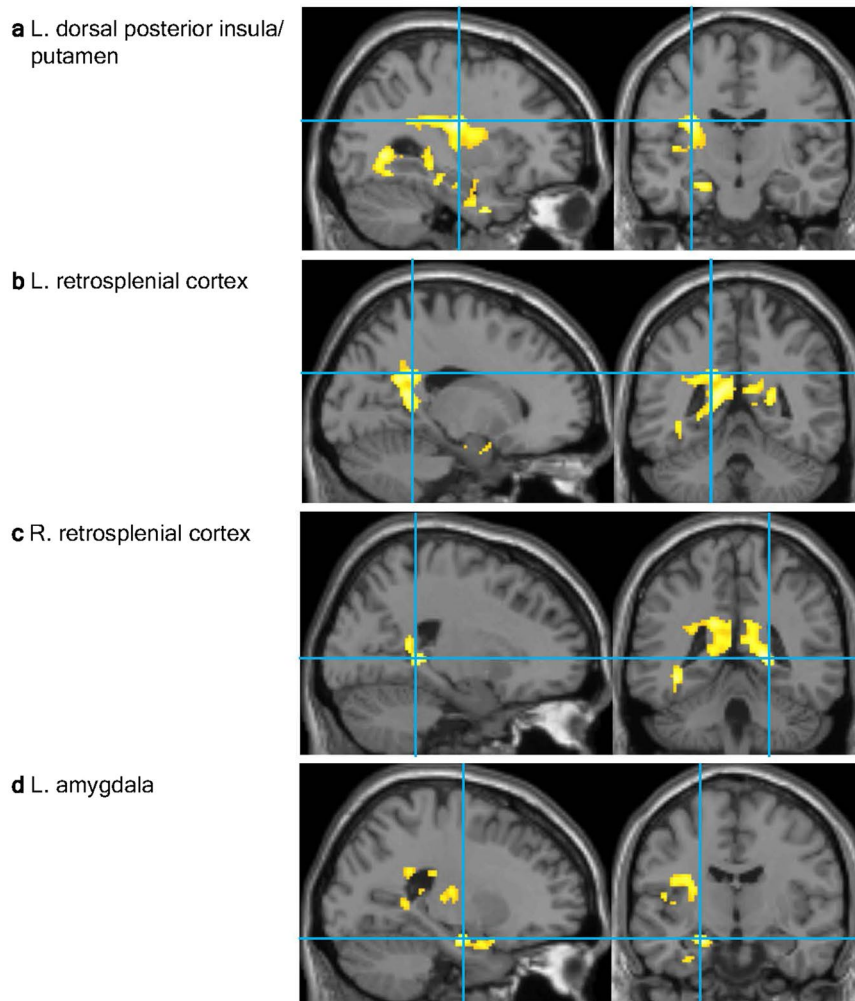 a L. dorsal posterior insula/
putamen
b L. retrosplenial cortex
c R. retrosplenial cortex
d L. amygdala